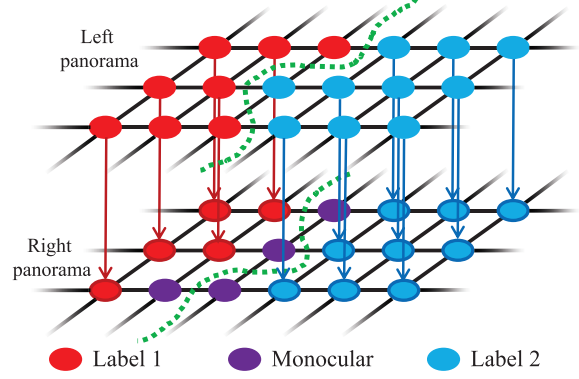 Left
panorama
Right
panorama
Label 1
Monocular
Label 2